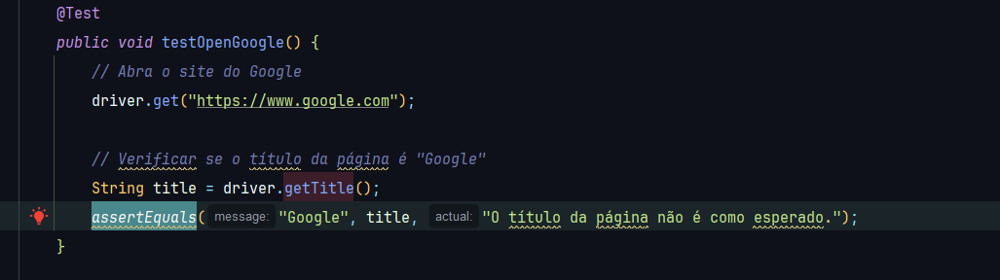 @Test
public void testOpenGoogle() {
// Abra o site do Google
driver.get("https://www.google.com");
// Verificar se o título da página é "Google"
String title = driver.getTitle();
assertEquals( message: "Google", title, actual: "O título da página não é como esperado.");
}